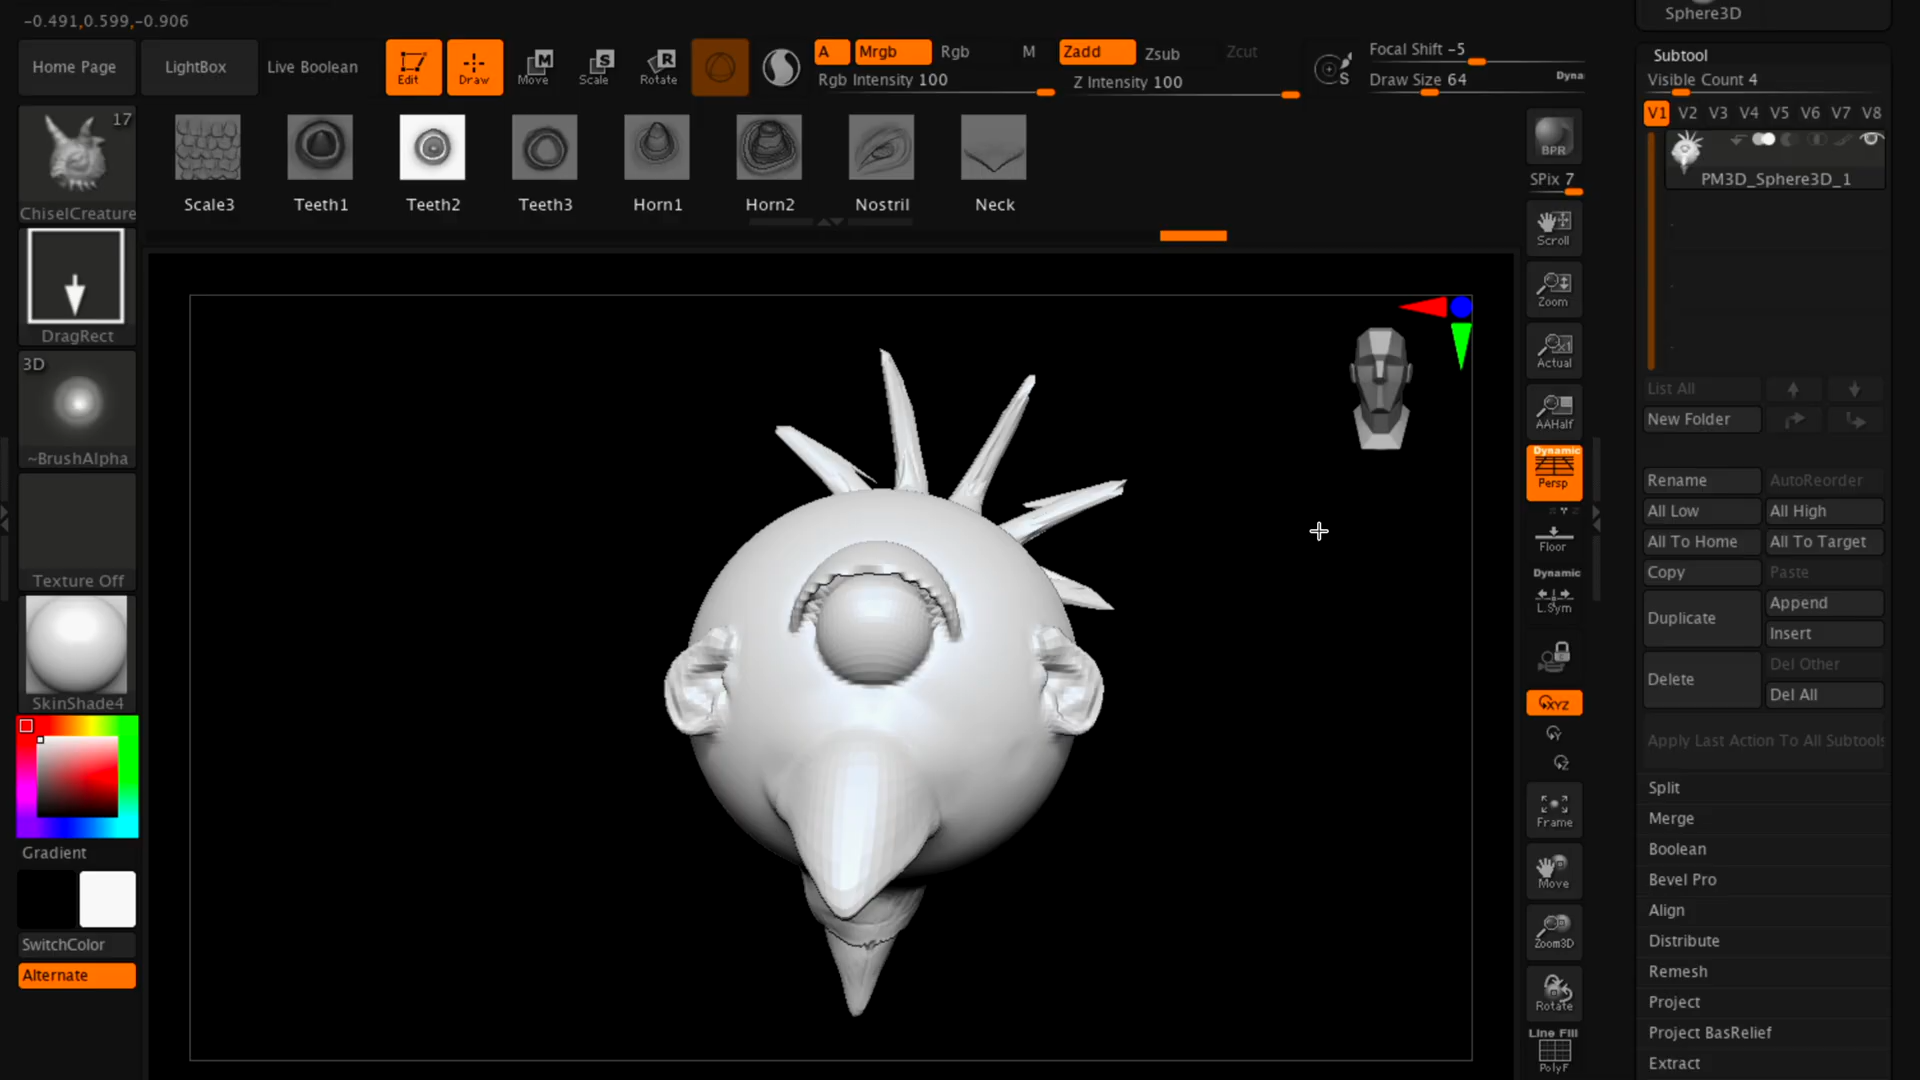 -0.491,0.599,-0.906
Home Page
LightBox
Live Boolean
Edit
Draw
Move
Scale
Rotate
A
Mrgb
Rgb
M
Zadd
Zsub
Zcut
Rgb Intensity 100
Z Intensity 100
Focal Shift -5
Draw Size 64
Dyna
Sphere3D
Subtool
Visible Count 4
V1 V2 V3 V4 V5 V6 V7 V8
PM3D_Sphere3D_1
17
ChiselCreature
DragRect
3D
~BrushAlpha
Texture Off
SkinShade4
Gradient
SwitchColor
Alternate
Scale3
Teeth1
Teeth2
Teeth3
Horn1
Horn2
Nostril
Neck
BPR
SPix 7
Scroll
Zoom
Actual
AAHalf
Dynamic
Persp
Floor
Dynamic
L.Sym
XYZ
Y
Z
Frame
Move
Zoom3D
Rotate
Line Fill
PolyF
List All
New Folder
Rename
AutoReorder
All Low
All High
All To Home
All To Target
Copy
Paste
Duplicate
Append
Insert
Delete
Del Other
Del All
Apply Last Action To All Subtools
Split
Merge
Boolean
Bevel Pro
Align
Distribute
Remesh
Project
Project BasRelief
Extract